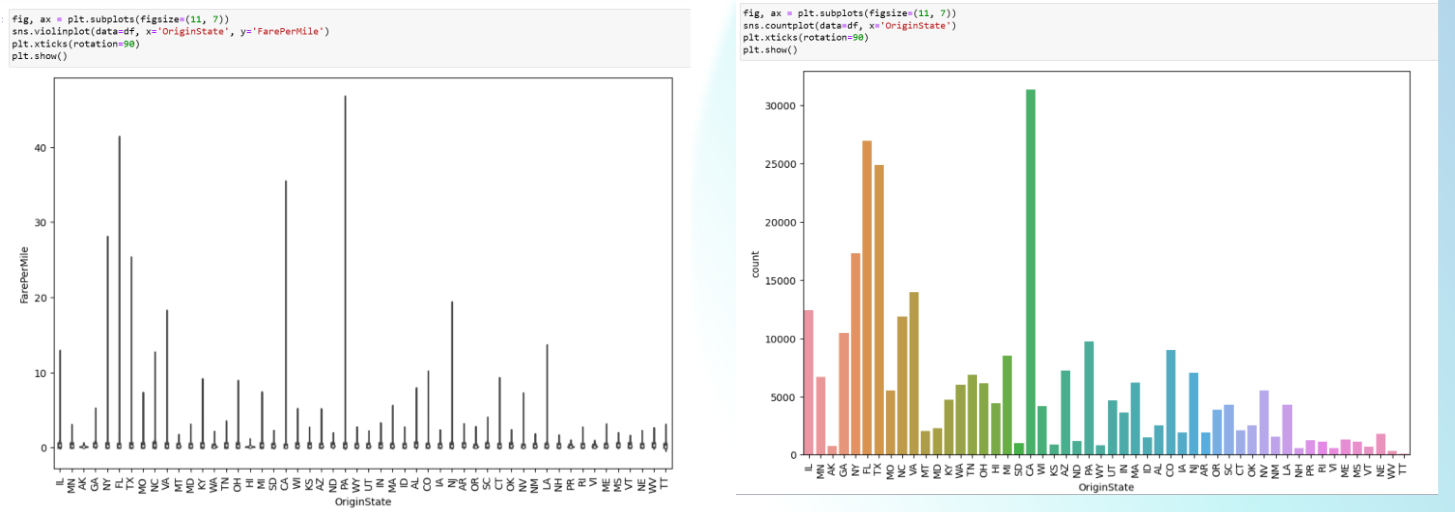 fig, ax = plt.subplots(figsize=(11, 7))
sns.violinplot(data=df, x='OriginState', y='FarePerMile')
plt.xticks(rotation=90)
plt.show()
FarePerMile
40
30
20
10
0
IL MN AK GA NY FL TX MO NC VA MT MD KY WA TN OH HI MI SD CA WI KS AZ ND PA WY UT IN MA ID AL CO IA NJ AR OR SC CT OK NV NM LA NH PR RI VI ME MS VT NE WV TT
OriginState
fig, ax = plt.subplots(figsize=(11, 7))
sns.countplot(data=df, x='OriginState')
plt.xticks(rotation=90)
plt.show()
count
30000
25000
20000
15000
10000
5000
0
IL MN AK GA NY FL TX MO NC VA MT MD KY WA TN OH HI MI SD CA WI KS AZ ND PA WY UT IN MA ID AL CO IA NJ AR OR SC CT OK NV NM LA NH PR RI VI ME MS VT NE WV TT
OriginState